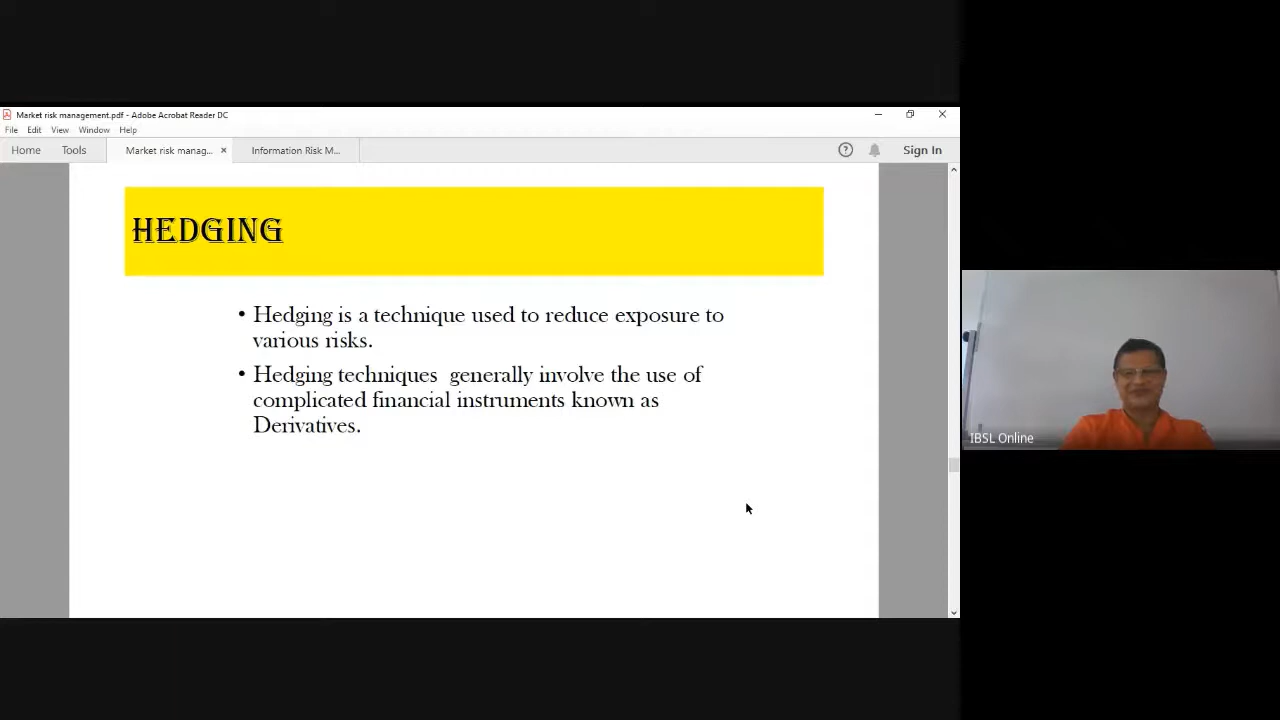 Market risk management.pdf - Adobe Acrobat Reader DC
File Edit View Window Help
Home Tools Market risk manag... × Information Risk M... Sign In
HEDGING
• Hedging is a technique used to reduce exposure to
various risks.
• Hedging techniques generally involve the use of
complicated financial instruments known as
Derivatives.
IBSL Online